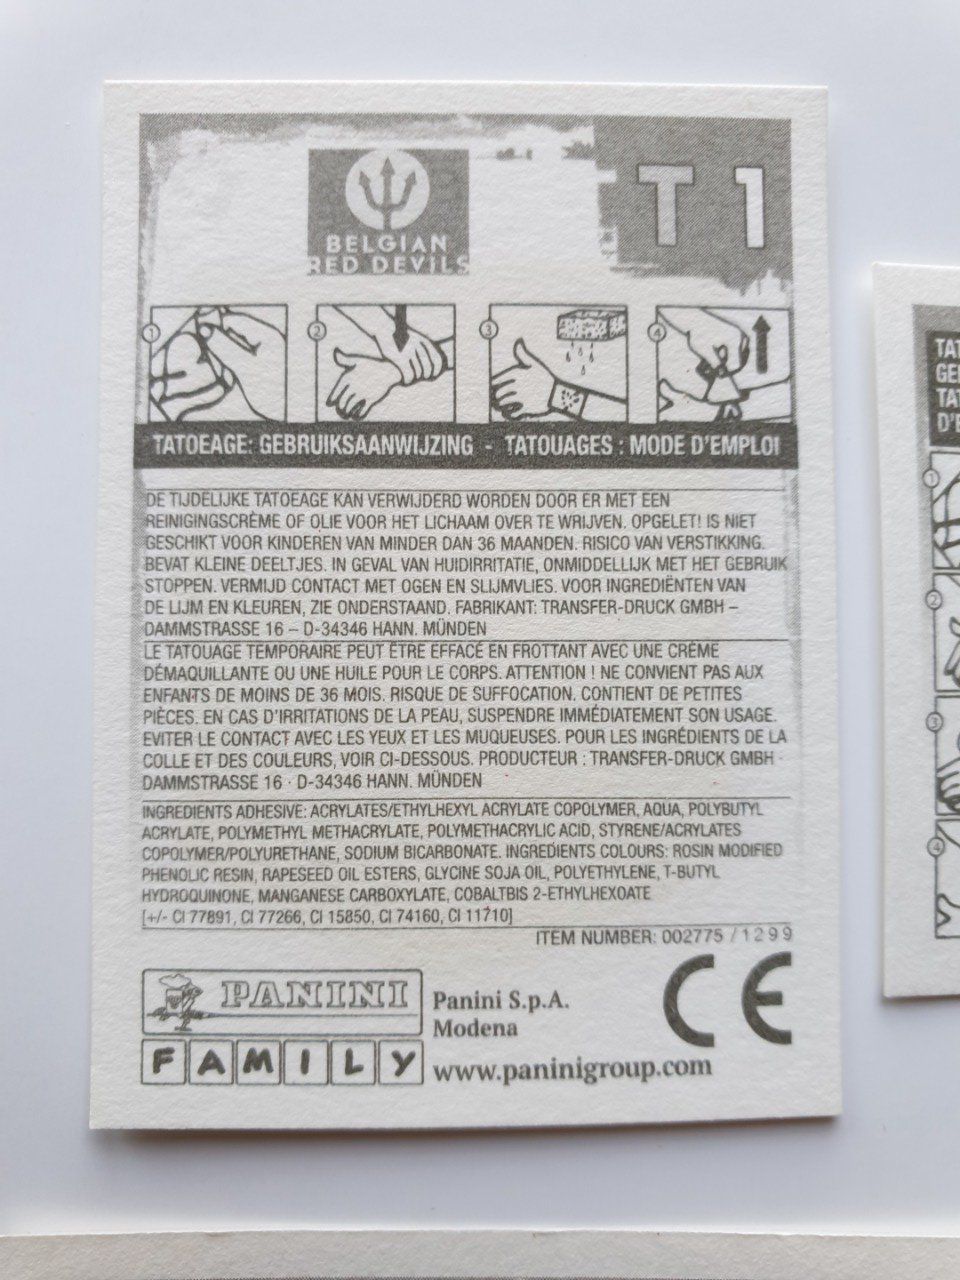 BELGIAN
RED DEVILS
T 1
1
2
3
4
TATOEAGE: GEBRUIKSAANWIJZING - TATOUAGES : MODE D'EMPLOI
DE TIJDELIJKE TATOEAGE KAN VERWIJDERD WORDEN DOOR ER MET EEN
REINIGINGSCRÈME OF OLIE VOOR HET LICHAAM OVER TE WRIJVEN. OPGELET! IS NIET
GESCHIKT VOOR KINDEREN VAN MINDER DAN 36 MAANDEN. RISICO VAN VERSTIKKING.
BEVAT KLEINE DEELTJES. IN GEVAL VAN HUIDIRRITATIE, ONMIDDELLIJK MET HET GEBRUIK
STOPPEN. VERMIJD CONTACT MET OGEN EN SLIJMVLIES. VOOR INGREDIËNTEN VAN
DE LIJM EN KLEUREN, ZIE ONDERSTAAND. FABRIKANT: TRANSFER-DRUCK GMBH –
DAMMSTRASSE 16 – D-34346 HANN. MÜNDEN
LE TATOUAGE TEMPORAIRE PEUT ÊTRE EFFACÉ EN FROTTANT AVEC UNE CRÈME
DÉMAQUILLANTE OU UNE HUILE POUR LE CORPS. ATTENTION ! NE CONVIENT PAS AUX
ENFANTS DE MOINS DE 36 MOIS. RISQUE DE SUFFOCATION. CONTIENT DE PETITES
PIÈCES. EN CAS D'IRRITATIONS DE LA PEAU, SUSPENDRE IMMÉDIATEMENT SON USAGE.
EVITER LE CONTACT AVEC LES YEUX ET LES MUQUEUSES. POUR LES INGRÉDIENTS DE LA
COLLE ET DES COULEURS, VOIR CI-DESSOUS. PRODUCTEUR : TRANSFER-DRUCK GMBH -
DAMMSTRASSE 16 · D-34346 HANN. MÜNDEN
INGREDIENTS ADHESIVE: ACRYLATES/ETHYLHEXYL ACRYLATE COPOLYMER, AQUA, POLYBUTYL
ACRYLATE, POLYMETHYL METHACRYLATE, POLYMETHACRYLIC ACID, STYRENE/ACRYLATES
COPOLYMER/POLYURETHANE, SODIUM BICARBONATE. INGREDIENTS COLOURS: ROSIN MODIFIED
PHENOLIC RESIN, RAPESEED OIL ESTERS, GLYCINE SOJA OIL, POLYETHYLENE, T-BUTYL
HYDROQUINONE, MANGANESE CARBOXYLATE, COBALTBIS 2-ETHYLHEXOATE
[+/- CI 77891, CI 77266, CI 15850, CI 74160, CI 11710]
ITEM NUMBER: 002775 / 1299
PANINI
FAMILY
Panini S.p.A.
Modena
www.paninigroup.com
CE
1
2
3
4